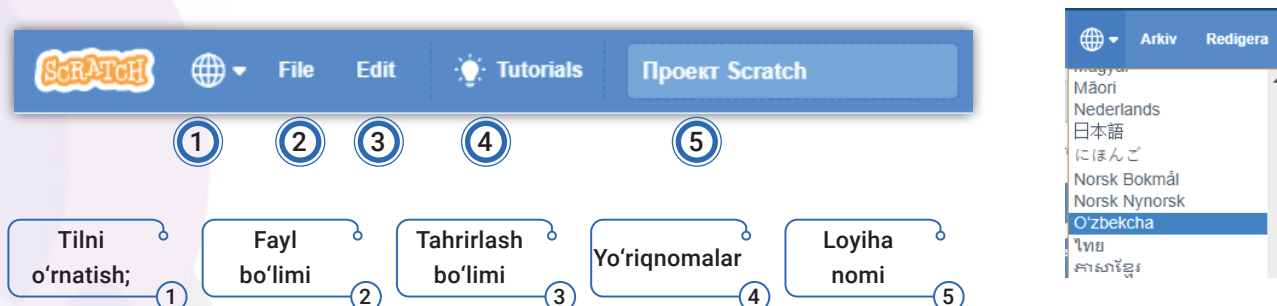 SCRATCH File Edit Tutorials Проект Scratch
1 2 3 4 5
Tilni
o‘rnatish;
1
Fayl
bo‘limi
2
Tahrirlash
bo‘limi
3
Yo‘riqnomalar
4
Loyiha
nomi
5
Arkiv Redigera
Magyar
Māori
Nederlands
日本語
にほんご
Norsk Bokmål
Norsk Nynorsk
O‘zbekcha
ไทย
ភាសាខ្មែរ